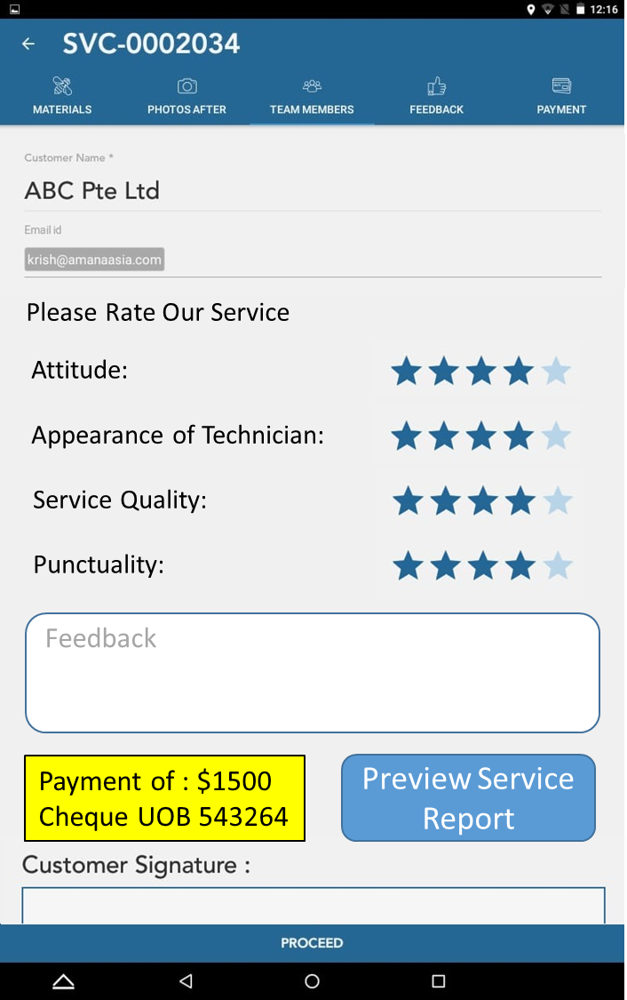 12:16
SVC-0002034
MATERIALS
PHOTOS AFTER
TEAM MEMBERS
FEEDBACK
PAYMENT
Customer Name *
ABC Pte Ltd
Email id
krish@amanaasia.com
Please Rate Our Service
Attitude:
Appearance of Technician:
Service Quality:
Punctuality:
Feedback
Payment of : $1500
Cheque UOB 543264
Preview Service
Report
Customer Signature :
PROCEED